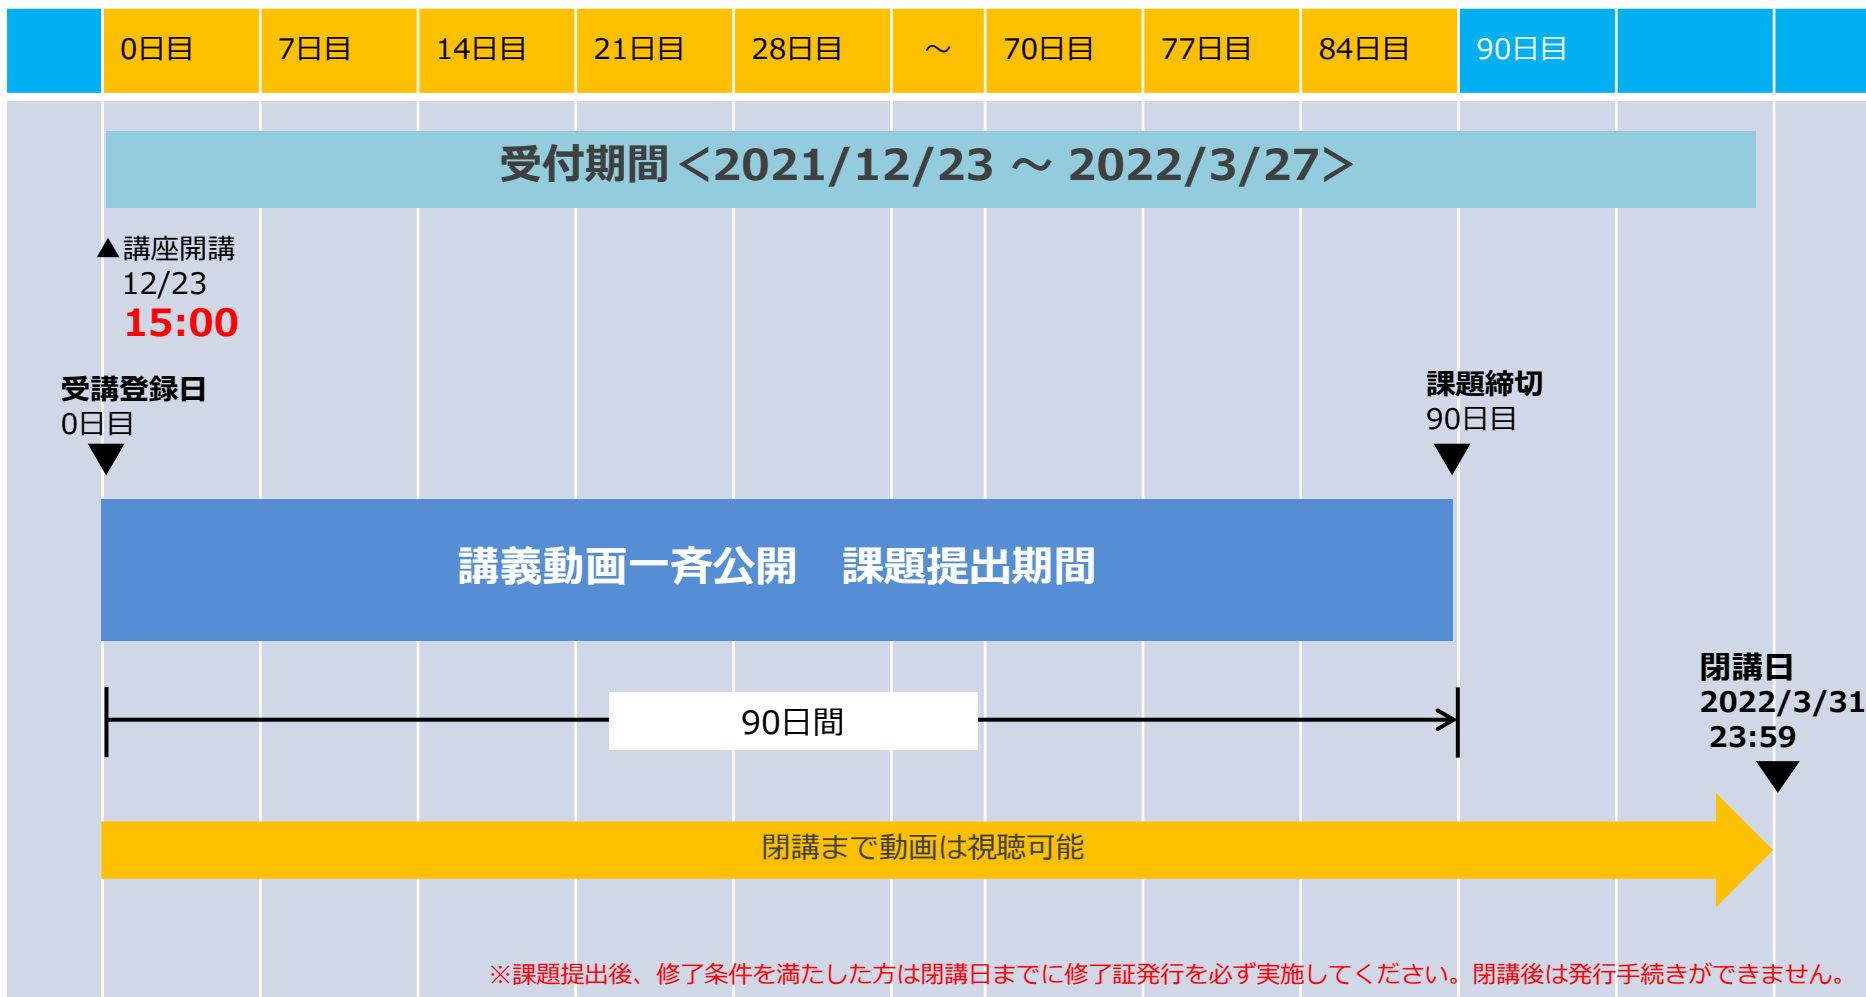 0日目 7日目 14日目 21日目 28日目 ～ 70日目 77日目 84日目 90日目
受付期間＜2021/12/23 ～ 2022/3/27＞
▲講座開講
12/23
15:00
受講登録日
0日目
課題締切
90日目
講義動画一斉公開　課題提出期間
90日間
閉講日
2022/3/31
23:59
閉講まで動画は視聴可能
※課題提出後、修了条件を満たした方は閉講日までに修了証発行を必ず実施してください。閉講後は発行手続きができません。